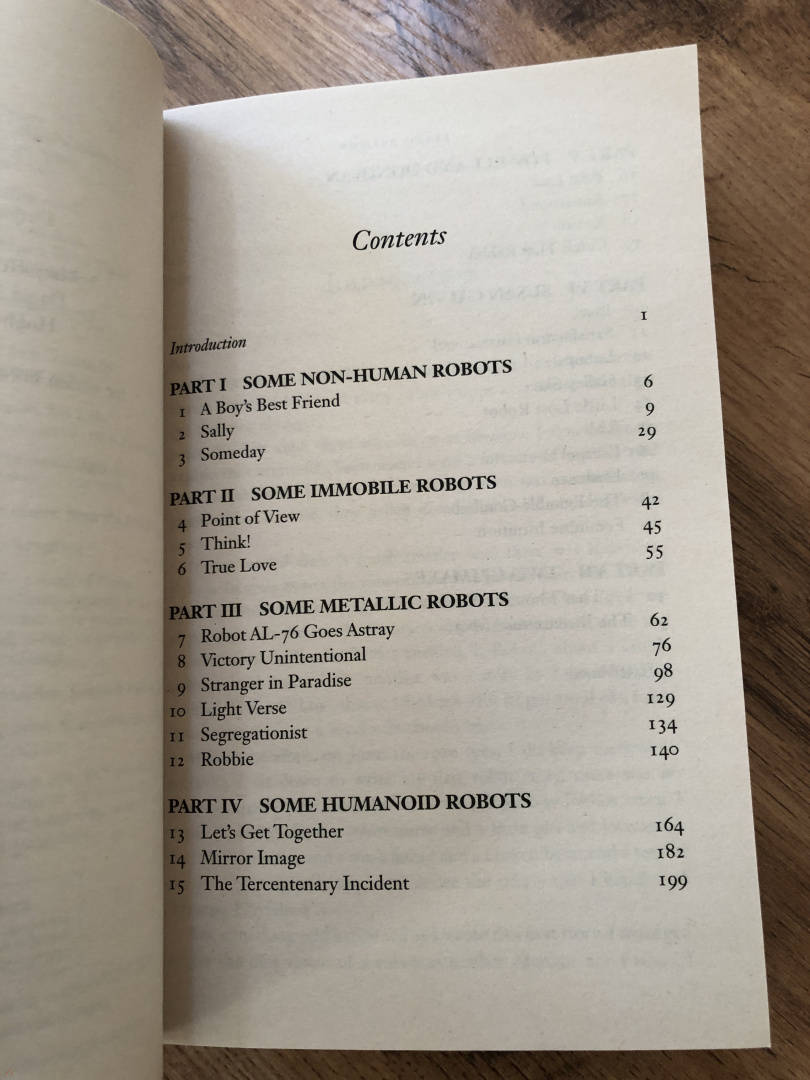 Contents
Introduction 1
PART I SOME NON-HUMAN ROBOTS
1 A Boy's Best Friend 6
2 Sally 9
3 Someday 29
PART II SOME IMMOBILE ROBOTS
4 Point of View 42
5 Think! 45
6 True Love 55
PART III SOME METALLIC ROBOTS
7 Robot AL-76 Goes Astray 62
8 Victory Unintentional 76
9 Stranger in Paradise 98
10 Light Verse 129
11 Segregationist 134
12 Robbie 140
PART IV SOME HUMANOID ROBOTS
13 Let's Get Together 164
14 Mirror Image 182
15 The Tercentenary Incident 199